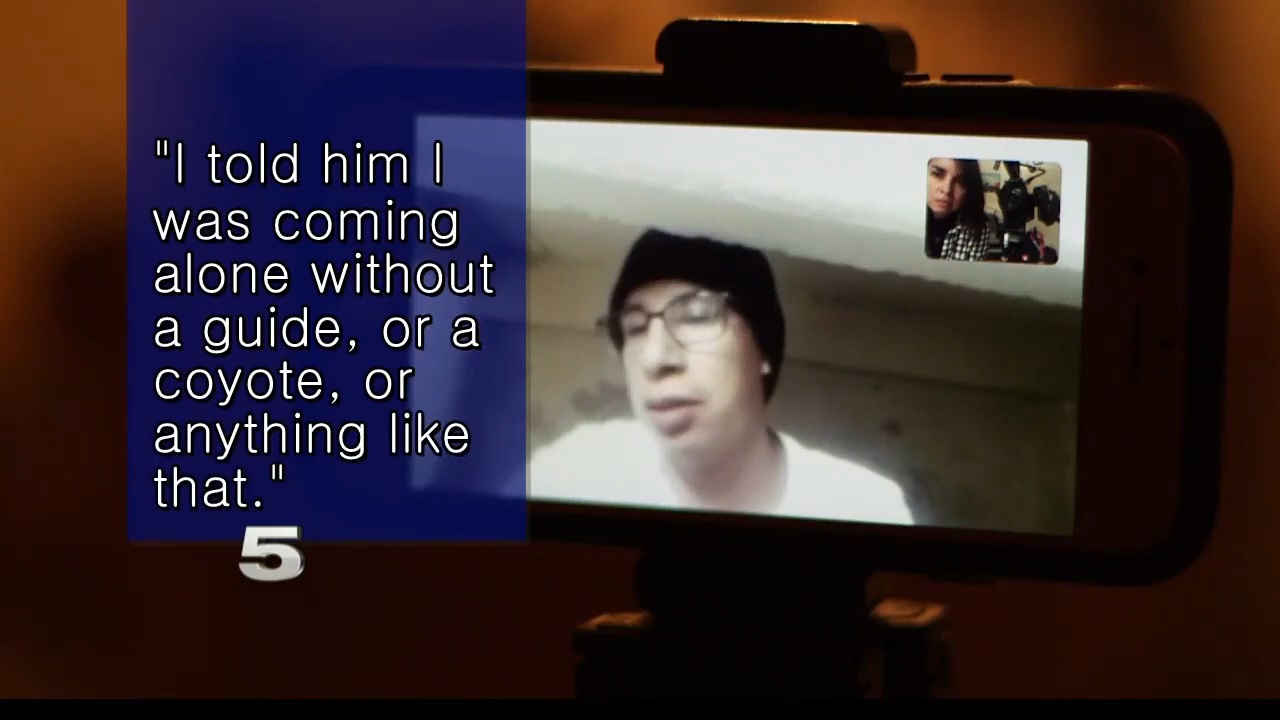 "I told him I
was coming
alone without
a guide, or a
coyote, or
anything like
that."
5